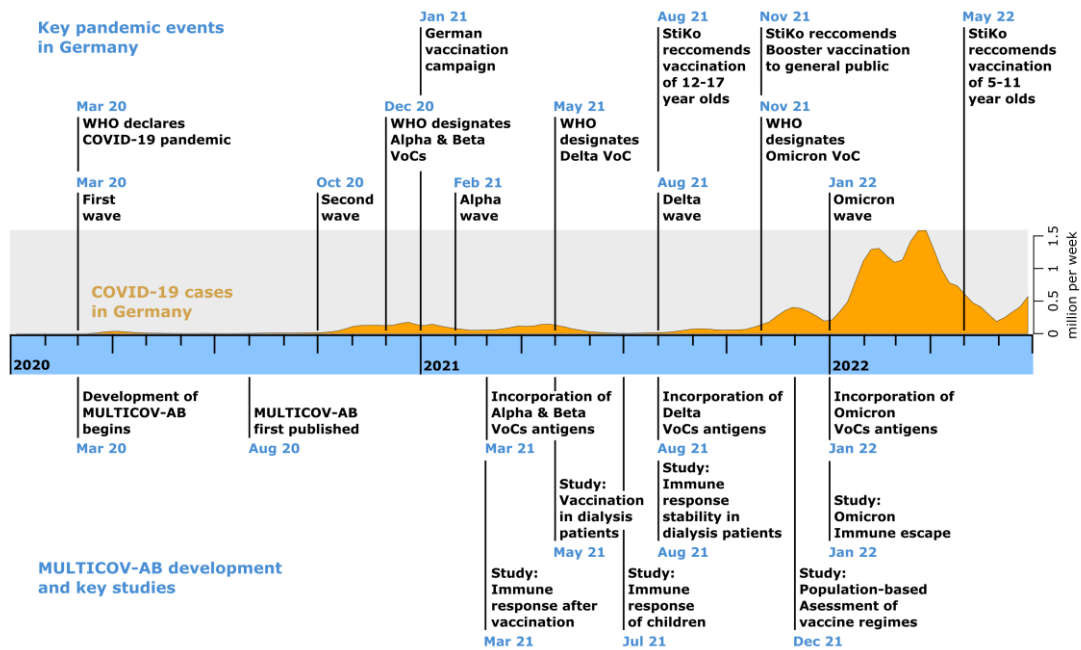 Key pandemic events
in Germany
Jan 21
German
vaccination
campaign
Aug 21
StiKo
reccomends
vaccination
of 12-17
year olds
Nov 21
StiKo reccomends
Booster vaccination
to general public
May 22
StiKo
reccomends
vaccination
of 5-11
year olds
Mar 20
WHO declares
COVID-19 pandemic
Dec 20
WHO designates
Alpha & Beta
VoCs
May 21
WHO
designates
Delta VoC
Nov 21
WHO
designates
Omicron VoC
Mar 20
First
wave
Oct 20
Second
wave
Feb 21
Alpha
wave
Aug 21
Delta
wave
Jan 22
Omicron
wave
COVID-19 cases
in Germany
1.5
1
0.5
0
million per week
2020
2021
2022
Development of
MULTICOV-AB
begins
Mar 20
MULTICOV-AB
first published
Aug 20
Incorporation of
Alpha & Beta
VoCs antigens
Mar 21
Incorporation of
Delta
VoCs antigens
Aug 21
Incorporation of
Omicron
VoCs antigens
Jan 22
Study:
Vaccination
in dialysis
patients
May 21
Study:
Immune
response
stability in
dialysis patients
Aug 21
Study:
Omicron
Immune escape
Jan 22
MULTICOV-AB development
and key studies
Study:
Immune
response after
vaccination
Mar 21
Study:
Immune
response
of children
Jul 21
Study:
Population-based
Asessment of
vaccine regimes
Dec 21